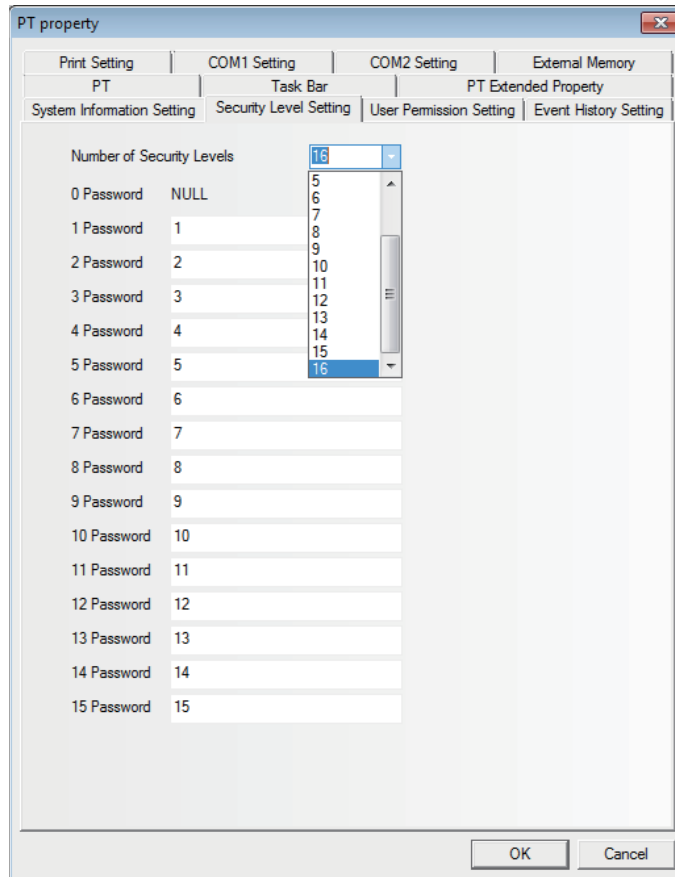 PT property
Print Setting COM1 Setting COM2 Setting External Memory
PT Task Bar PT Extended Property
System Information Setting Security Level Setting User Permission Setting Event History Setting
Number of Security Levels 16
0 Password NULL
5
6
7
8
9
10
11
12
13
14
15
16
1 Password 1
2 Password 2
3 Password 3
4 Password 4
5 Password 5
6 Password 6
7 Password 7
8 Password 8
9 Password 9
10 Password 10
11 Password 11
12 Password 12
13 Password 13
14 Password 14
15 Password 15
OK Cancel